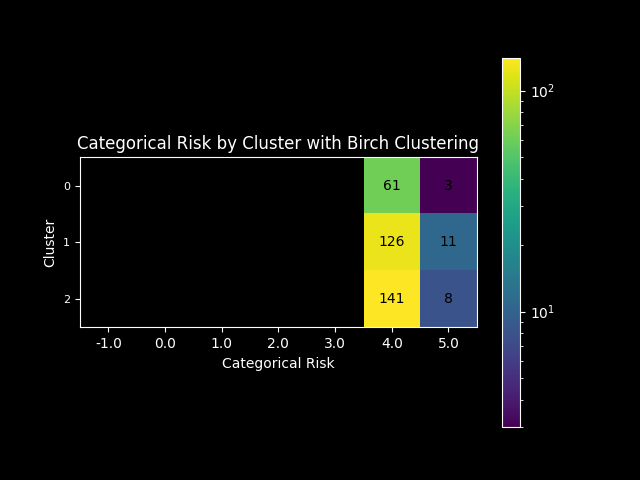 Categorical Risk by Cluster with Birch Clustering
Cluster
0 61 3
1 126 11
2 141 8
-1.0 0.0 1.0 2.0 3.0 4.0 5.0
Categorical Risk
10²
10¹